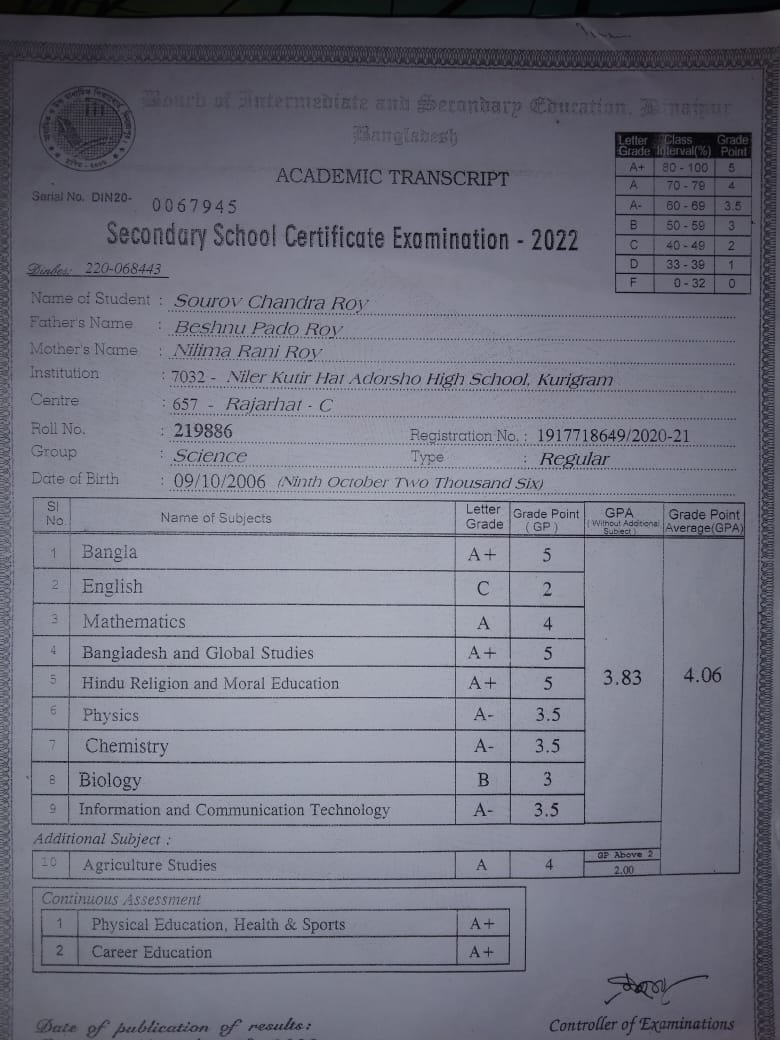 Board of Intermediate and Secondary Education, Dinajpur
Bangladesh
ACADEMIC TRANSCRIPT
Serial No. DIN20- 0067945
Secondary School Certificate Examination - 2022
Letter Grade Class Interval(%) Grade Point
A+ 80 - 100 5
A 70 - 79 4
A- 60 - 69 3.5
B 50 - 59 3
C 40 - 49 2
D 33 - 39 1
F 0 - 32 0
Dinbes: 220-068443
Name of Student : Sourov Chandra Roy
Father's Name : Beshnu Pado Roy
Mother's Name : Nilima Rani Roy
Institution : 7032 - Niler Kutir Hat Adorsho High School, Kurigram
Centre : 657 - Rajarhat - C
Roll No. : 219886 Registration No. : 1917718649/2020-21
Group : Science Type : Regular
Date of Birth : 09/10/2006 (Ninth October Two Thousand Six)
Sl No. Name of Subjects Letter Grade Grade Point (GP) GPA (Without Additional Subject) Grade Point Average(GPA)
1 Bangla A+ 5
2 English C 2
3 Mathematics A 4
4 Bangladesh and Global Studies A+ 5
5 Hindu Religion and Moral Education A+ 5 3.83 4.06
6 Physics A- 3.5
7 Chemistry A- 3.5
8 Biology B 3
9 Information and Communication Technology A- 3.5
Additional Subject :
GP Above 2
10 Agriculture Studies A 4 2.00
Continuous Assessment
1 Physical Education, Health & Sports A+
2 Career Education A+
Date of publication of results:
Controller of Examinations